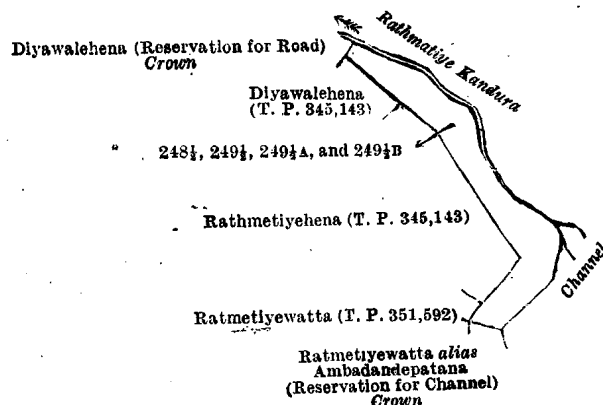 Rathmatiye Kandura
Diyawalehena (Reservation for Road)
Crown
Diyawalehena
(T. P. 345,143)
248½, 249½, 249½A, and 249½B
Rathmetiyehena (T. P. 345,143)
Channel
Ratmetiyewatta (T. P. 351,592)
Ratmetiyewatta alias
Ambadandepatana
(Reservation for Channel)
Crown